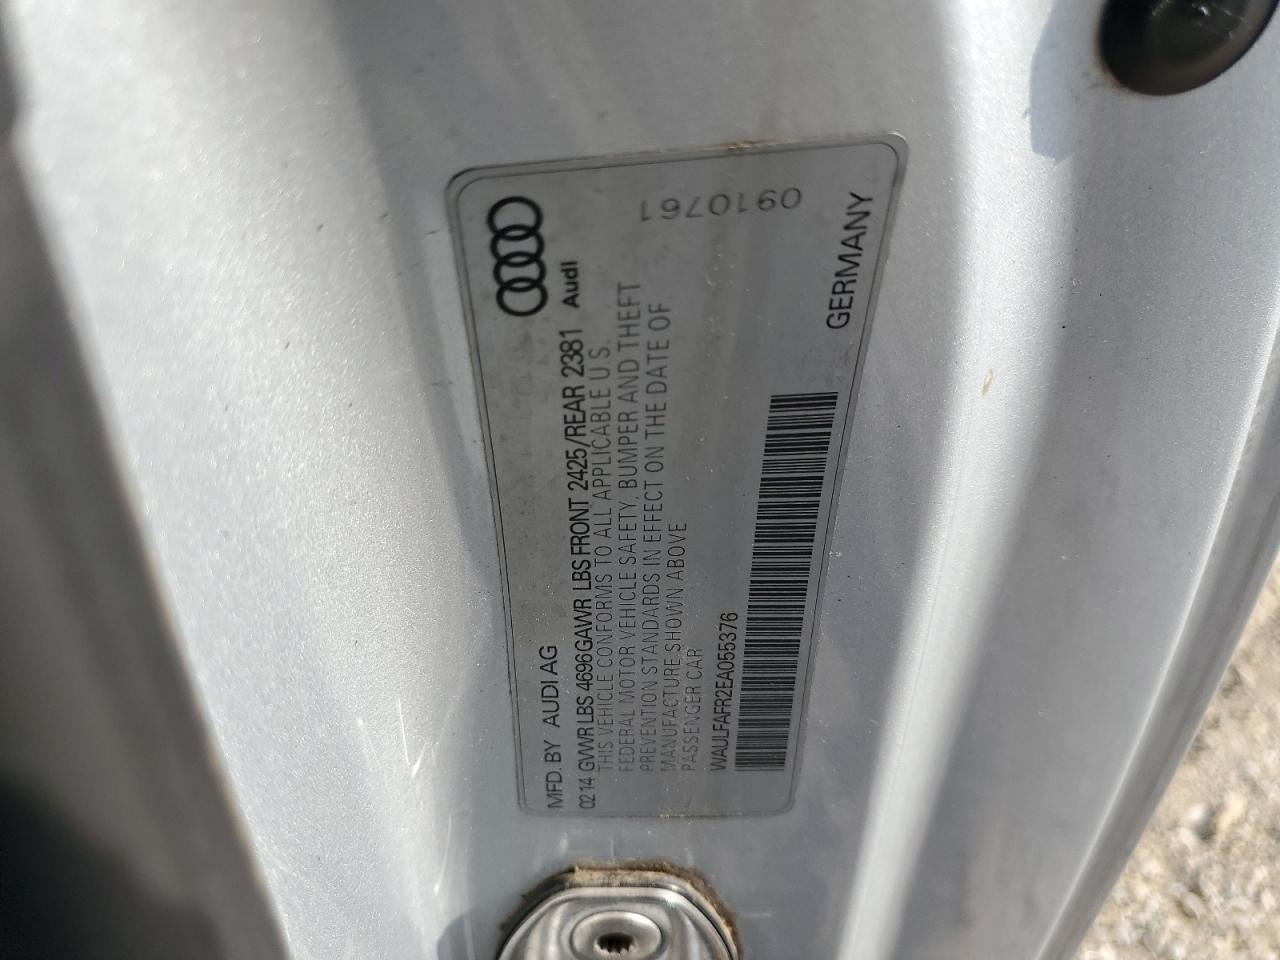 MFD. BY AUDI AG
Audi
0214 GVWR LBS 4696 GAWR LBS FRONT 2425/REAR 2381
THIS VEHICLE CONFORMS TO ALL APPLICABLE U.S.
FEDERAL MOTOR VEHICLE SAFETY, BUMPER AND THEFT
PREVENTION STANDARDS IN EFFECT ON THE DATE OF
MANUFACTURE SHOWN ABOVE
PASSENGER CAR
0910761
WAULFAFR2EA055376
GERMANY